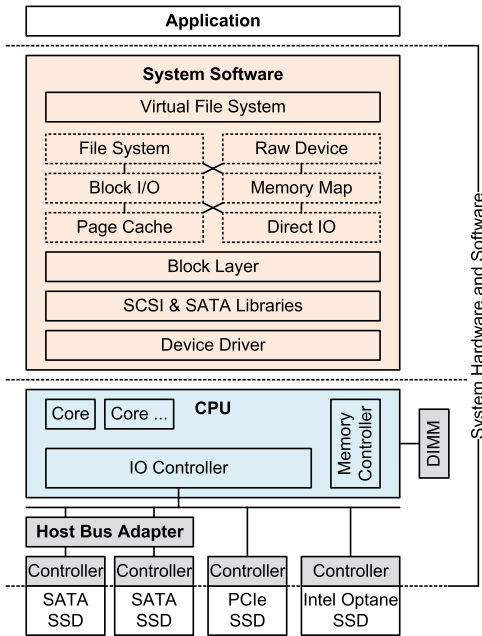 Application
System Software
Virtual File System
File System
Raw Device
Block I/O
Memory Map
Page Cache
Direct IO
Block Layer
SCSI & SATA Libraries
Device Driver
System Hardware and Software
CPU
Core
Core ...
Memory
Controller
IO Controller
DIMM
Host Bus Adapter
Controller
Controller
Controller
Controller
SATA
SSD
SATA
SSD
PCIe
SSD
Intel Optane
SSD